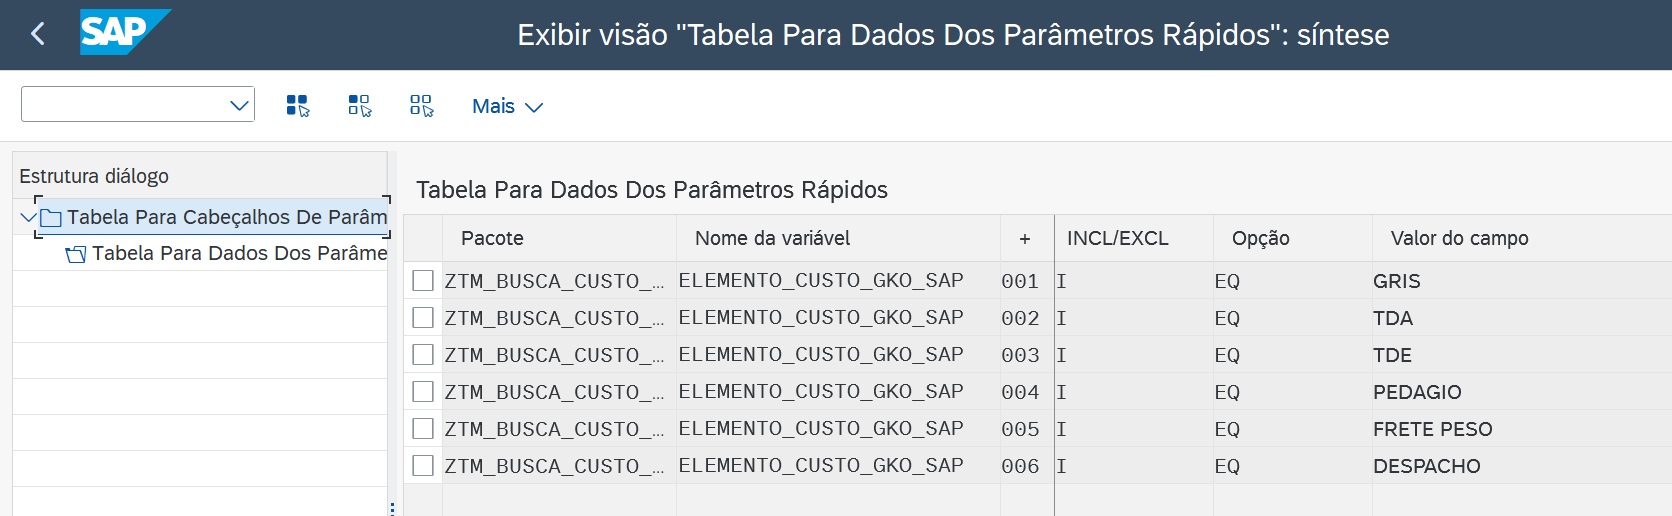 SAP
Exibir visão "Tabela Para Dados Dos Parâmetros Rápidos": síntese
Mais
Estrutura diálogo
Tabela Para Cabeçalhos De Parâm
Tabela Para Dados Dos Parâme
Tabela Para Dados Dos Parâmetros Rápidos
Pacote Nome da variável + INCL/EXCL Opção Valor do campo
ZTM_BUSCA_CUSTO_... ELEMENTO_CUSTO_GKO_SAP 001 I EQ GRIS
ZTM_BUSCA_CUSTO_... ELEMENTO_CUSTO_GKO_SAP 002 I EQ TDA
ZTM_BUSCA_CUSTO_... ELEMENTO_CUSTO_GKO_SAP 003 I EQ TDE
ZTM_BUSCA_CUSTO_... ELEMENTO_CUSTO_GKO_SAP 004 I EQ PEDAGIO
ZTM_BUSCA_CUSTO_... ELEMENTO_CUSTO_GKO_SAP 005 I EQ FRETE PESO
ZTM_BUSCA_CUSTO_... ELEMENTO_CUSTO_GKO_SAP 006 I EQ DESPACHO